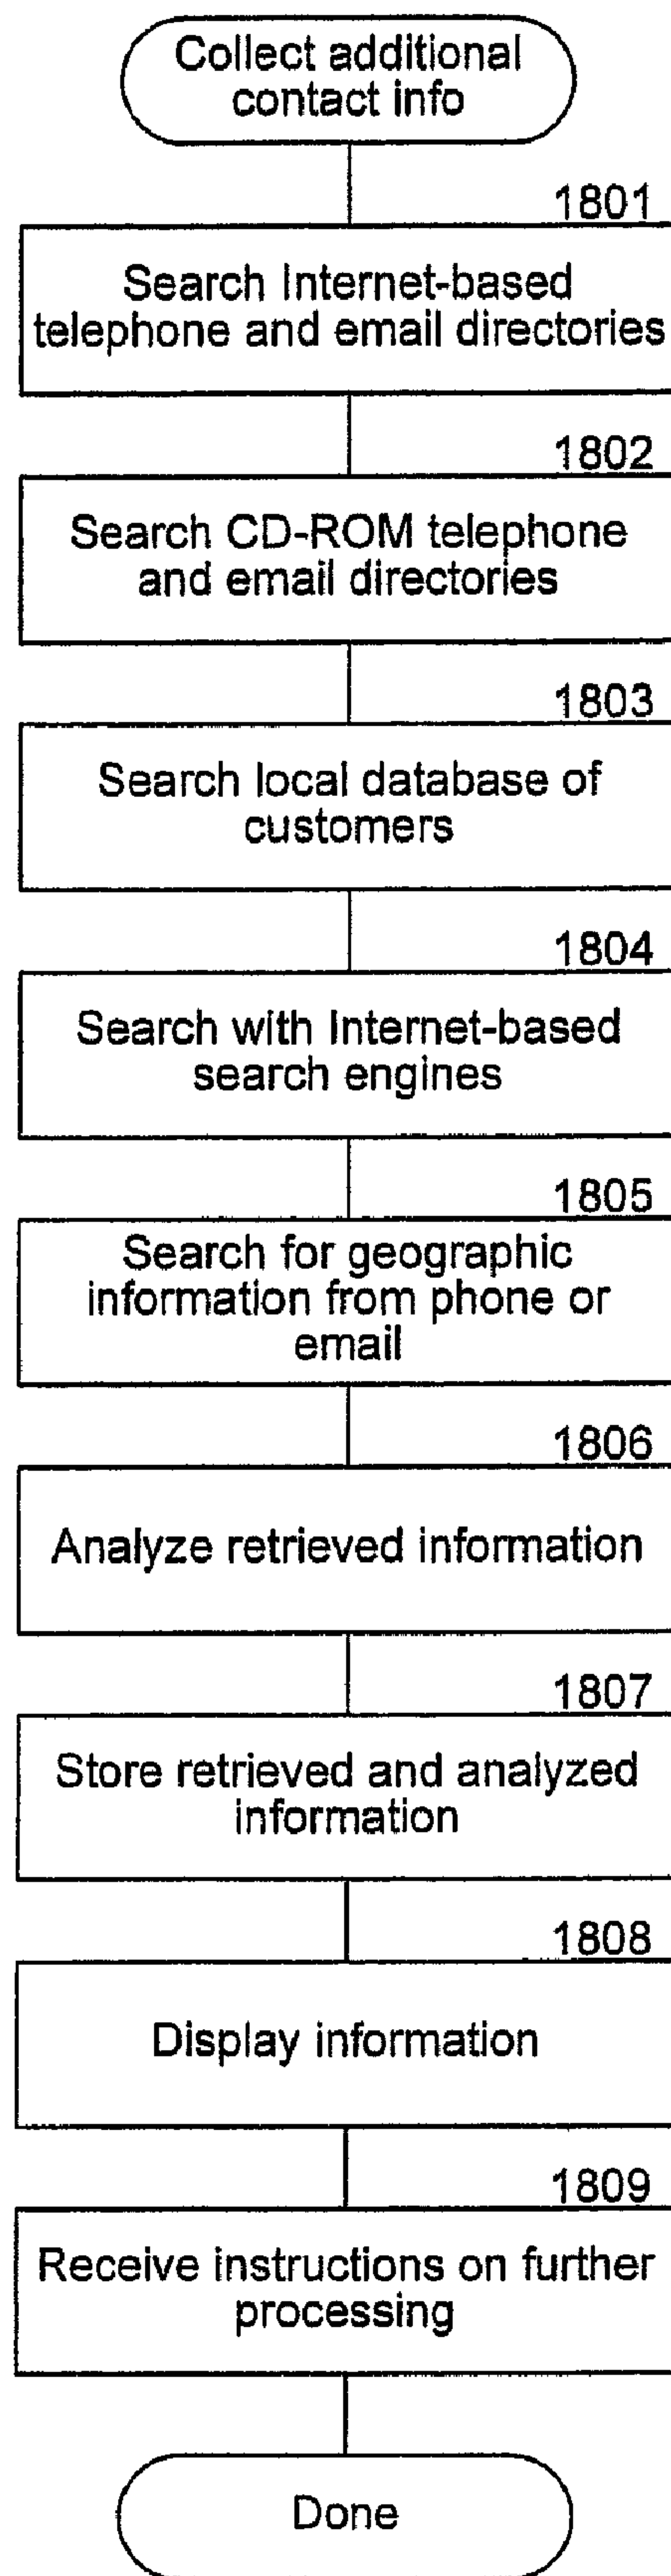 Collect additional
contact info
1801
Search Internet-based
telephone and email directories
1802
Search CD-ROM telephone
and email directories
1803
Search local database of
customers
1804
Search with Internet-based
search engines
1805
Search for geographic
information from phone or
email
1806
Analyze retrieved information
1807
Store retrieved and analyzed
information
1808
Display information
1809
Receive instructions on further
processing
Done